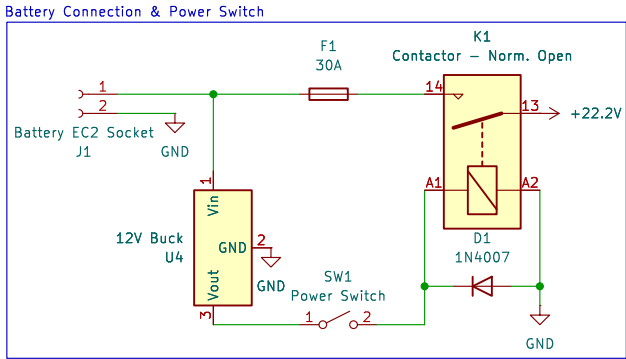 Battery Connection & Power Switch
K1
Contactor - Norm. Open
F1
30A
1
2
14
13
+22.2V
Battery EC2 Socket
J1
GND
1
Vin
A1
A2
12V Buck
U4
GND
2
GND
Vout
3
D1
1N4007
SW1
Power Switch
1
2
GND